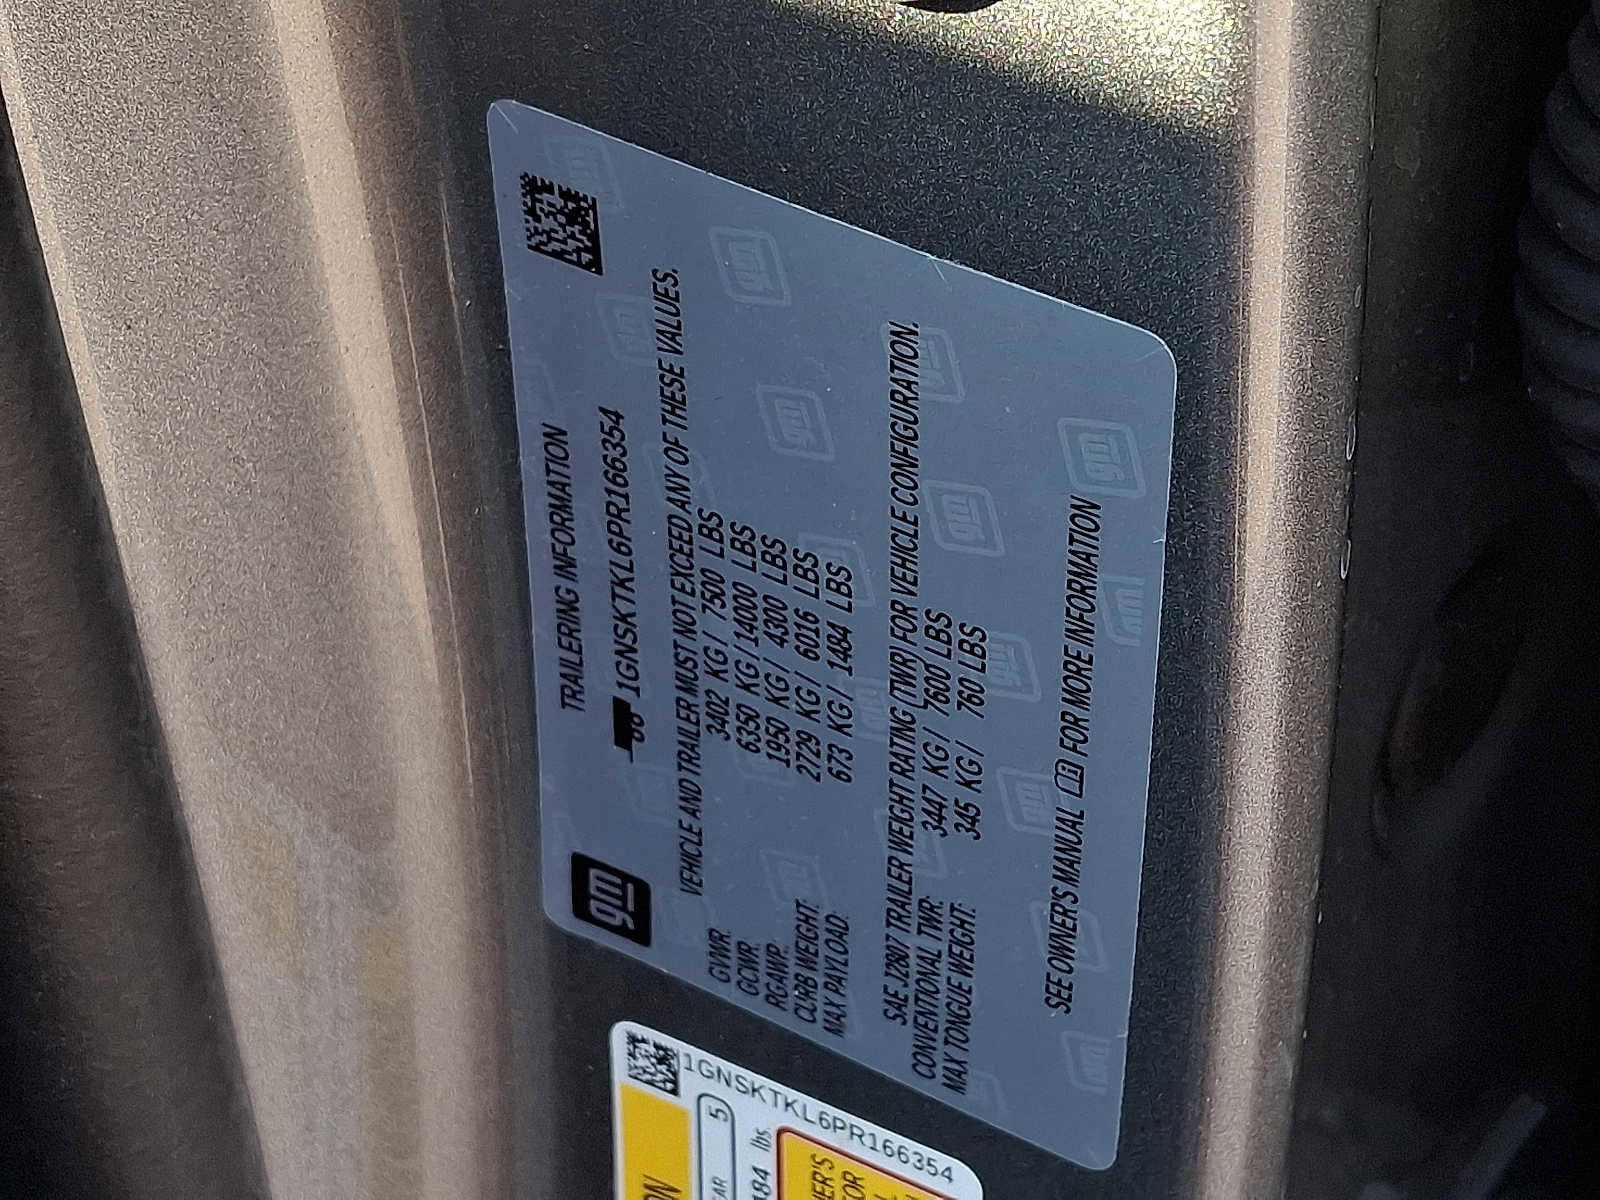 gm
TRAILERING INFORMATION
1GNSKTKL6PR166354
VEHICLE AND TRAILER MUST NOT EXCEED ANY OF THESE VALUES.
GVWR: 3402 KG / 7500 LBS
GCWR: 6350 KG / 14000 LBS
RGAWR: 1950 KG / 4300 LBS
CURB WEIGHT: 2729 KG / 6016 LBS
MAX PAYLOAD: 673 KG / 1484 LBS
SAE J2807 TRAILER WEIGHT RATING (TWR) FOR VEHICLE CONFIGURATION.
CONVENTIONAL TWR: 3447 KG / 7600 LBS
MAX TONGUE WEIGHT: 345 KG / 760 LBS
SEE OWNER'S MANUAL FOR MORE INFORMATION
1GNSKTKL6PR166354
5
lbs.